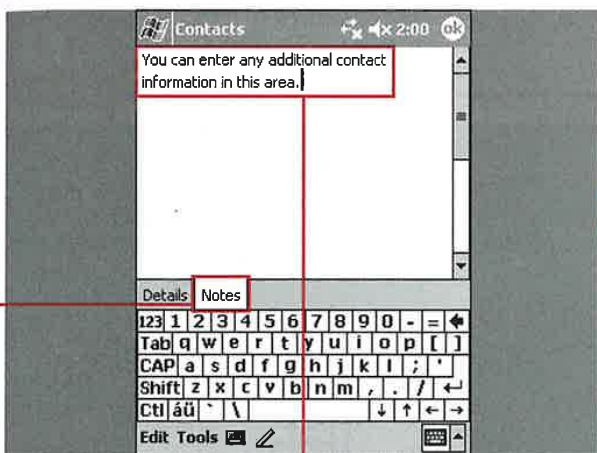 Contacts 2:00 ok
You can enter any additional contact
information in this area.
Details Notes
123 1 2 3 4 5 6 7 8 9 0 - =
Tab q w e r t y u i o p [ ]
CAP a s d f g h j k l ; '
Shift z x c v b n m , . /
Ctl áü ` \
Edit Tools